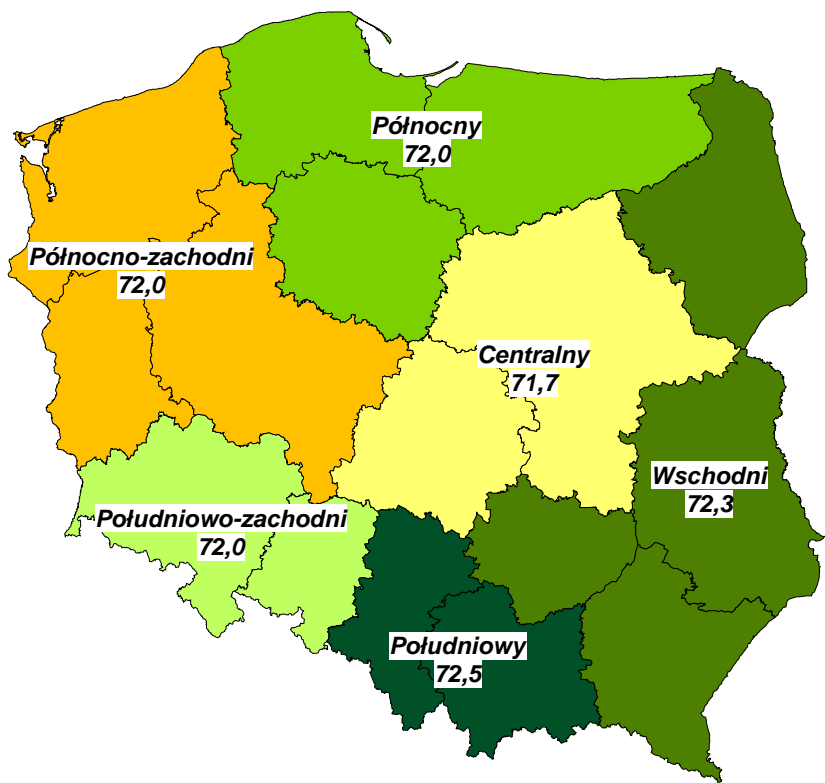 Północny
72,0
Północno-zachodni
72,0
Centralny
71,7
Wschodni
72,3
Południowo-zachodni
72,0
Południowy
72,5